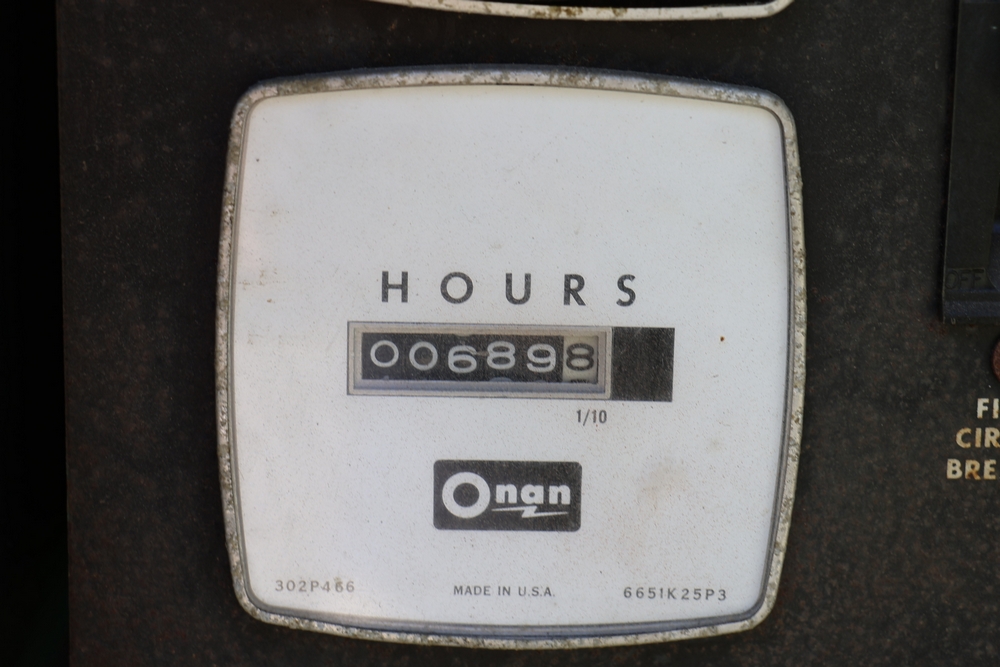 HOURS
006898
1/10
Onan
302P466
MADE IN U.S.A.
6651K25P3
FI
CIR
BRE